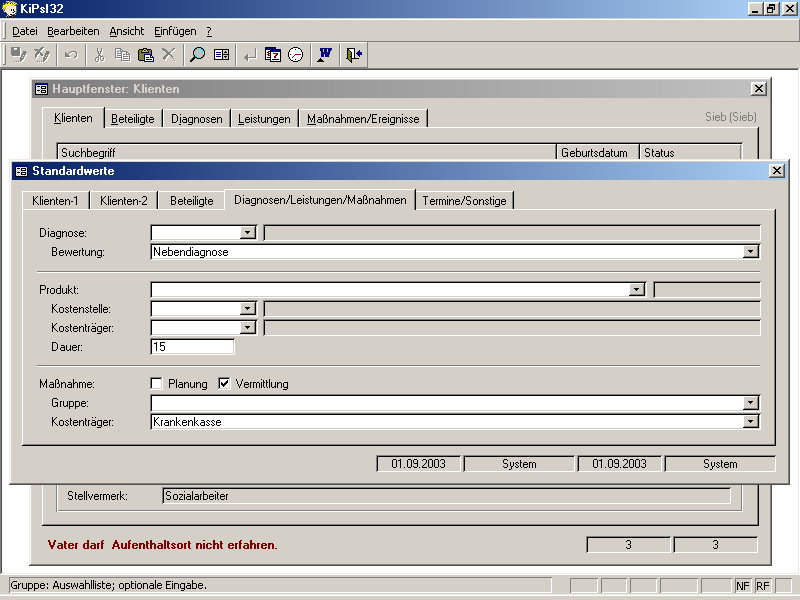 KiPsI32
Datei Bearbeiten Ansicht Einfügen ?
Hauptfenster: Klienten
Klienten Beteiligte Diagnosen Leistungen Maßnahmen/Ereignisse Sieb (Sieb)
Suchbegriff Geburtsdatum Status
Standardwerte
Klienten-1 Klienten-2 Beteiligte Diagnosen/Leistungen/Maßnahmen Termine/Sonstige
Diagnose:
Bewertung: Nebendiagnose
Produkt:
Kostenstelle:
Kostenträger:
Dauer: 15
Maßnahme: Planung Vermittlung
Gruppe:
Kostenträger: Krankenkasse
01.09.2003 System 01.09.2003 System
Stellvermerk: Sozialarbeiter
Vater darf Aufenthaltsort nicht erfahren. 3 3
Gruppe: Auswahlliste; optionale Eingabe. NF RF